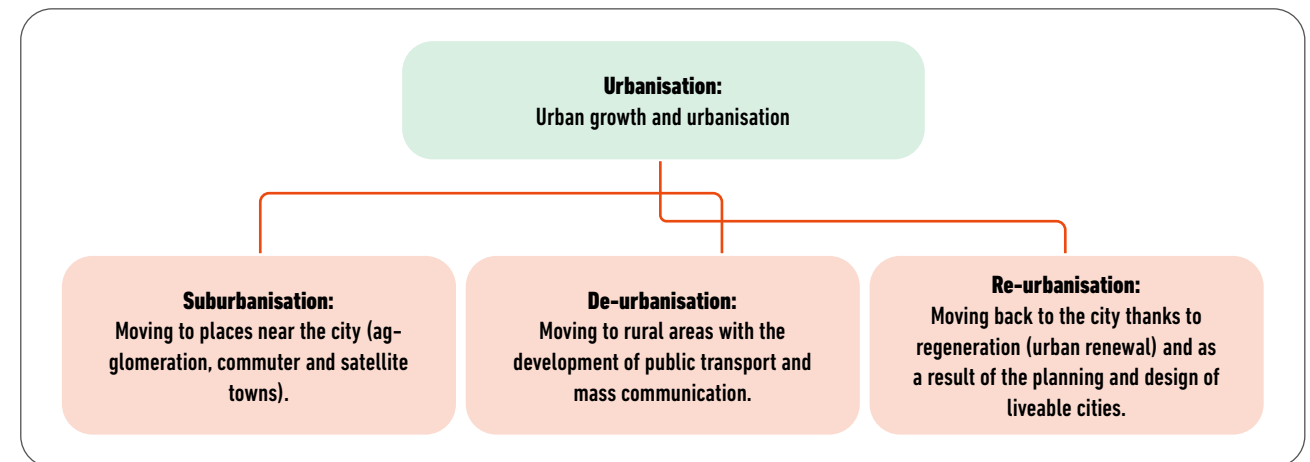 Urbanisation:
Urban growth and urbanisation
Suburbanisation:
Moving to places near the city (ag-
glomeration, commuter and satellite
towns).
De-urbanisation:
Moving to rural areas with the
development of public transport and
mass communication.
Re-urbanisation:
Moving back to the city thanks to
regeneration (urban renewal) and as
a result of the planning and design of
liveable cities.